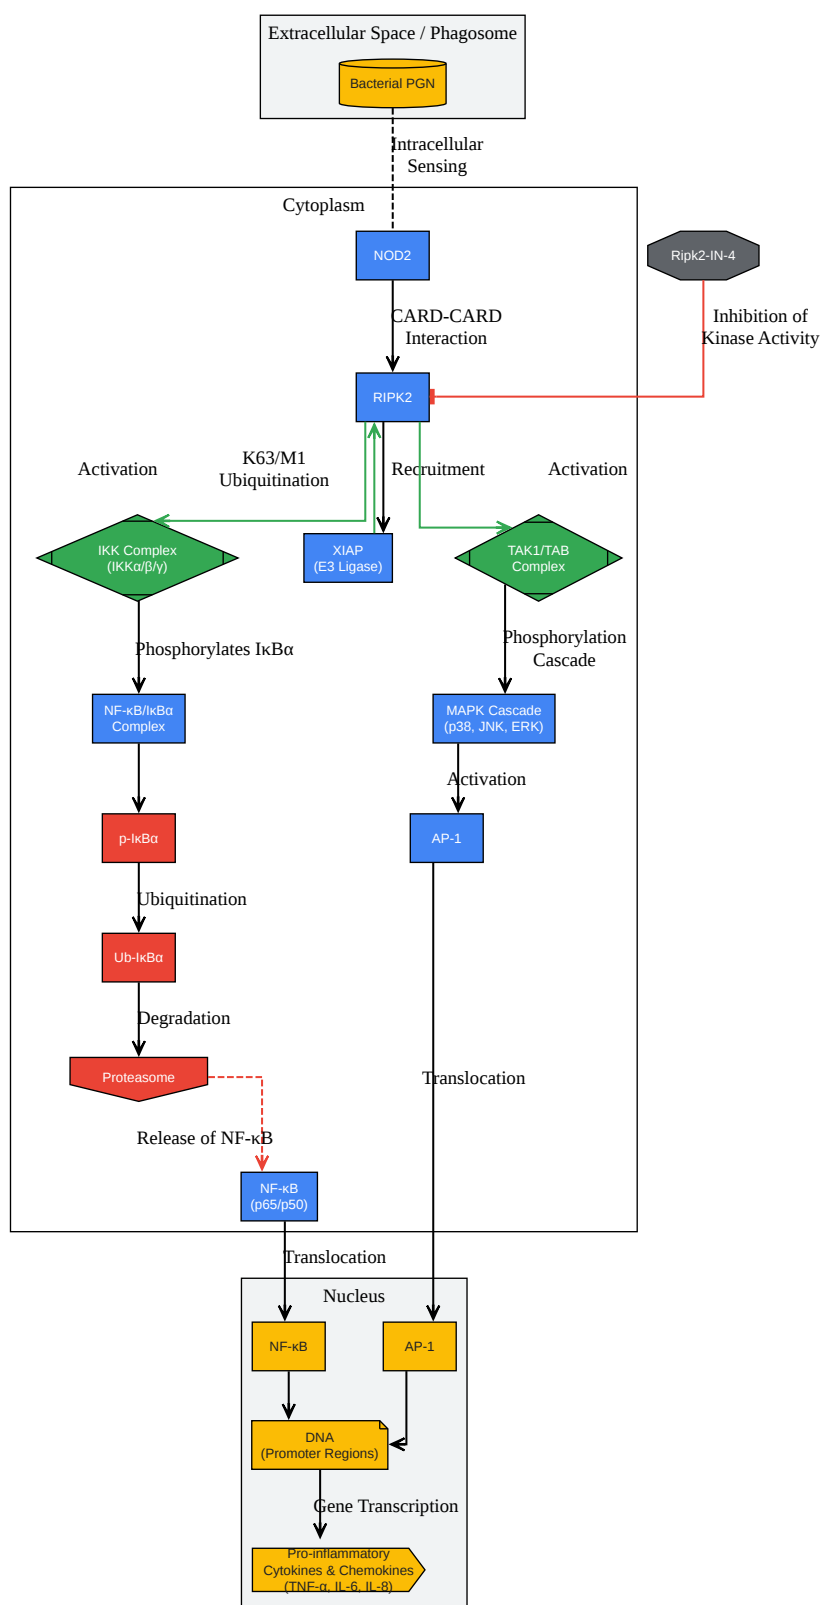 Extracellular Space / Phagosome
Bacterial PGN
Intracellular
Sensing
Cytoplasm
NOD2
Ripk2-IN-4
CARD-CARD
Interaction
Inhibition of
Kinase Activity
RIPK2
Activation
K63/M1
Ubiquitination
Recruitment
Activation
IKK Complex
(IKKα/β/γ)
XIAP
(E3 Ligase)
TAK1/TAB
Complex
Phosphorylates IκBα
Phosphorylation
Cascade
NF-κB/IκBα
Complex
MAPK Cascade
(p38, JNK, ERK)
Activation
p-IκBα
AP-1
Ubiquitination
Ub-IκBα
Degradation
Proteasome
Translocation
Release of NF-κB
NF-κB
(p65/p50)
Translocation
Nucleus
NF-κB
AP-1
DNA
(Promoter Regions)
Gene Transcription
Pro-inflammatory
Cytokines & Chemokines
(TNF-α, IL-6, IL-8)